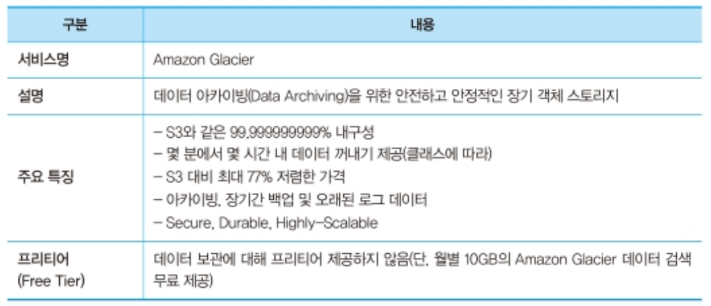 구분 내용
서비스명 Amazon Glacier
설명 데이터 아카이빙(Data Archiving)을 위한 안전하고 안정적인 장기 객체 스토리지
주요 특징
– S3와 같은 99.999999999% 내구성
– 몇 분에서 몇 시간 내 데이터 꺼내기 제공(클래스에 따라)
– S3 대비 최대 77% 저렴한 가격
– 아카이빙, 장기간 백업 및 오래된 로그 데이터
– Secure, Durable, Highly–Scalable
프리티어
(Free Tier)
데이터 보관에 대해 프리티어 제공하지 않음(단, 월별 10GB의 Amazon Glacier 데이터 검색
무료 제공)